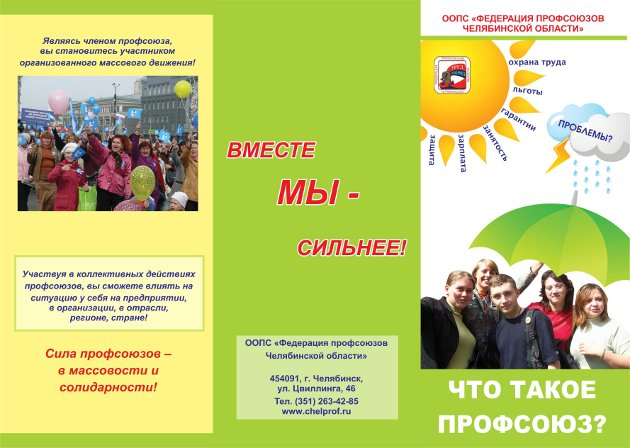 Являясь членом профсоюза,
вы становитесь участником
организованного массового движения!
Участвуя в коллективных действиях
профсоюзов, вы сможете влиять на
ситуацию у себя на предприятии,
в организации, в отрасли,
регионе, стране!
Сила профсоюзов –
в массовости и
солидарности!
ВМЕСТЕ
МЫ -
СИЛЬНЕЕ!
ООПС «Федерация профсоюзов
Челябинской области»
454091, г. Челябинск,
ул. Цвиллинга, 46
Тел. (351) 263-42-85
www.chelprof.ru
ООПС «ФЕДЕРАЦИЯ ПРОФСОЮЗОВ
ЧЕЛЯБИНСКОЙ ОБЛАСТИ»
охрана труда
льготы
гарантии
занятость
зарплата
защита
ПРОБЛЕМЫ?
ЧТО ТАКОЕ
ПРОФСОЮЗ?